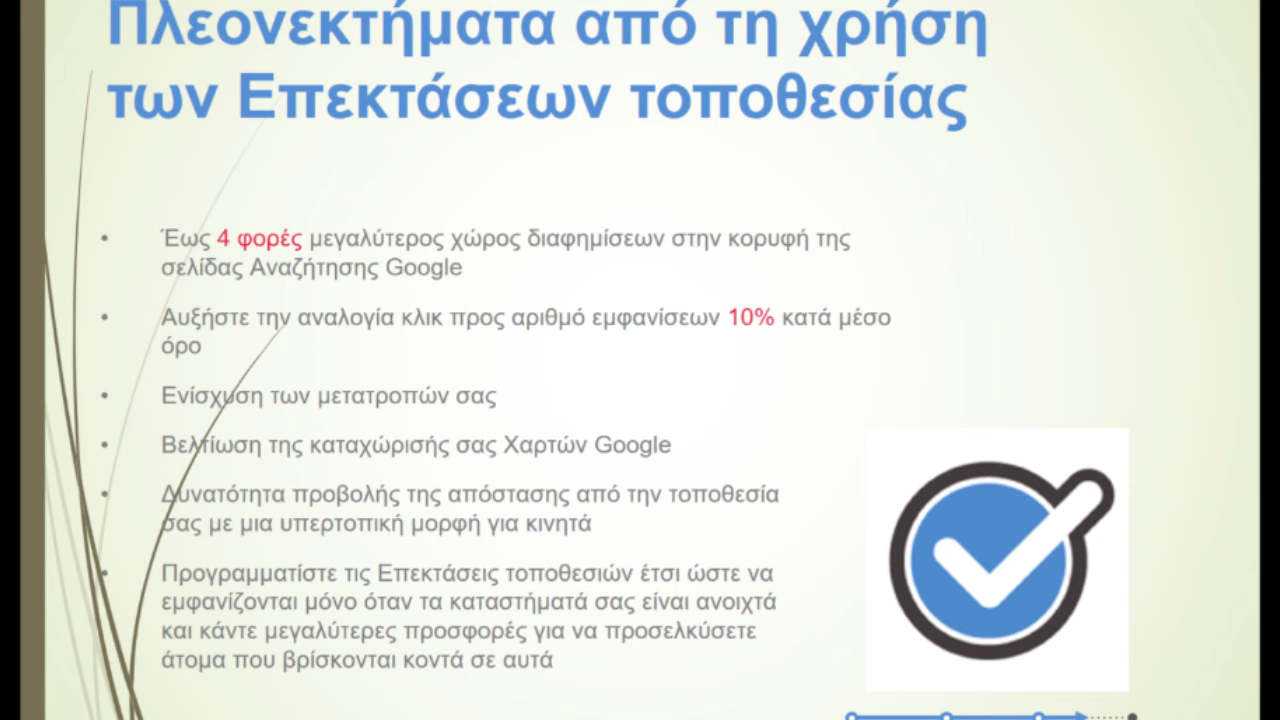 Πλεονεκτήματα από τη χρήση
των Επεκτάσεων τοποθεσίας
• Έως 4 φορές μεγαλύτερος χώρος διαφημίσεων στην κορυφή της
σελίδας Αναζήτησης Google
• Αυξήστε την αναλογία κλικ προς αριθμό εμφανίσεων 10% κατά μέσο
όρο
• Ενίσχυση των μετατροπών σας
• Βελτίωση της καταχώρισής σας Χαρτών Google
• Δυνατότητα προβολής της απόστασης από την τοποθεσία
σας με μια υπερτοπική μορφή για κινητά
• Προγραμματίστε τις Επεκτάσεις τοποθεσιών έτσι ώστε να
εμφανίζονται μόνο όταν τα καταστήματά σας είναι ανοιχτά
και κάντε μεγαλύτερες προσφορές για να προσελκύσετε
άτομα που βρίσκονται κοντά σε αυτά